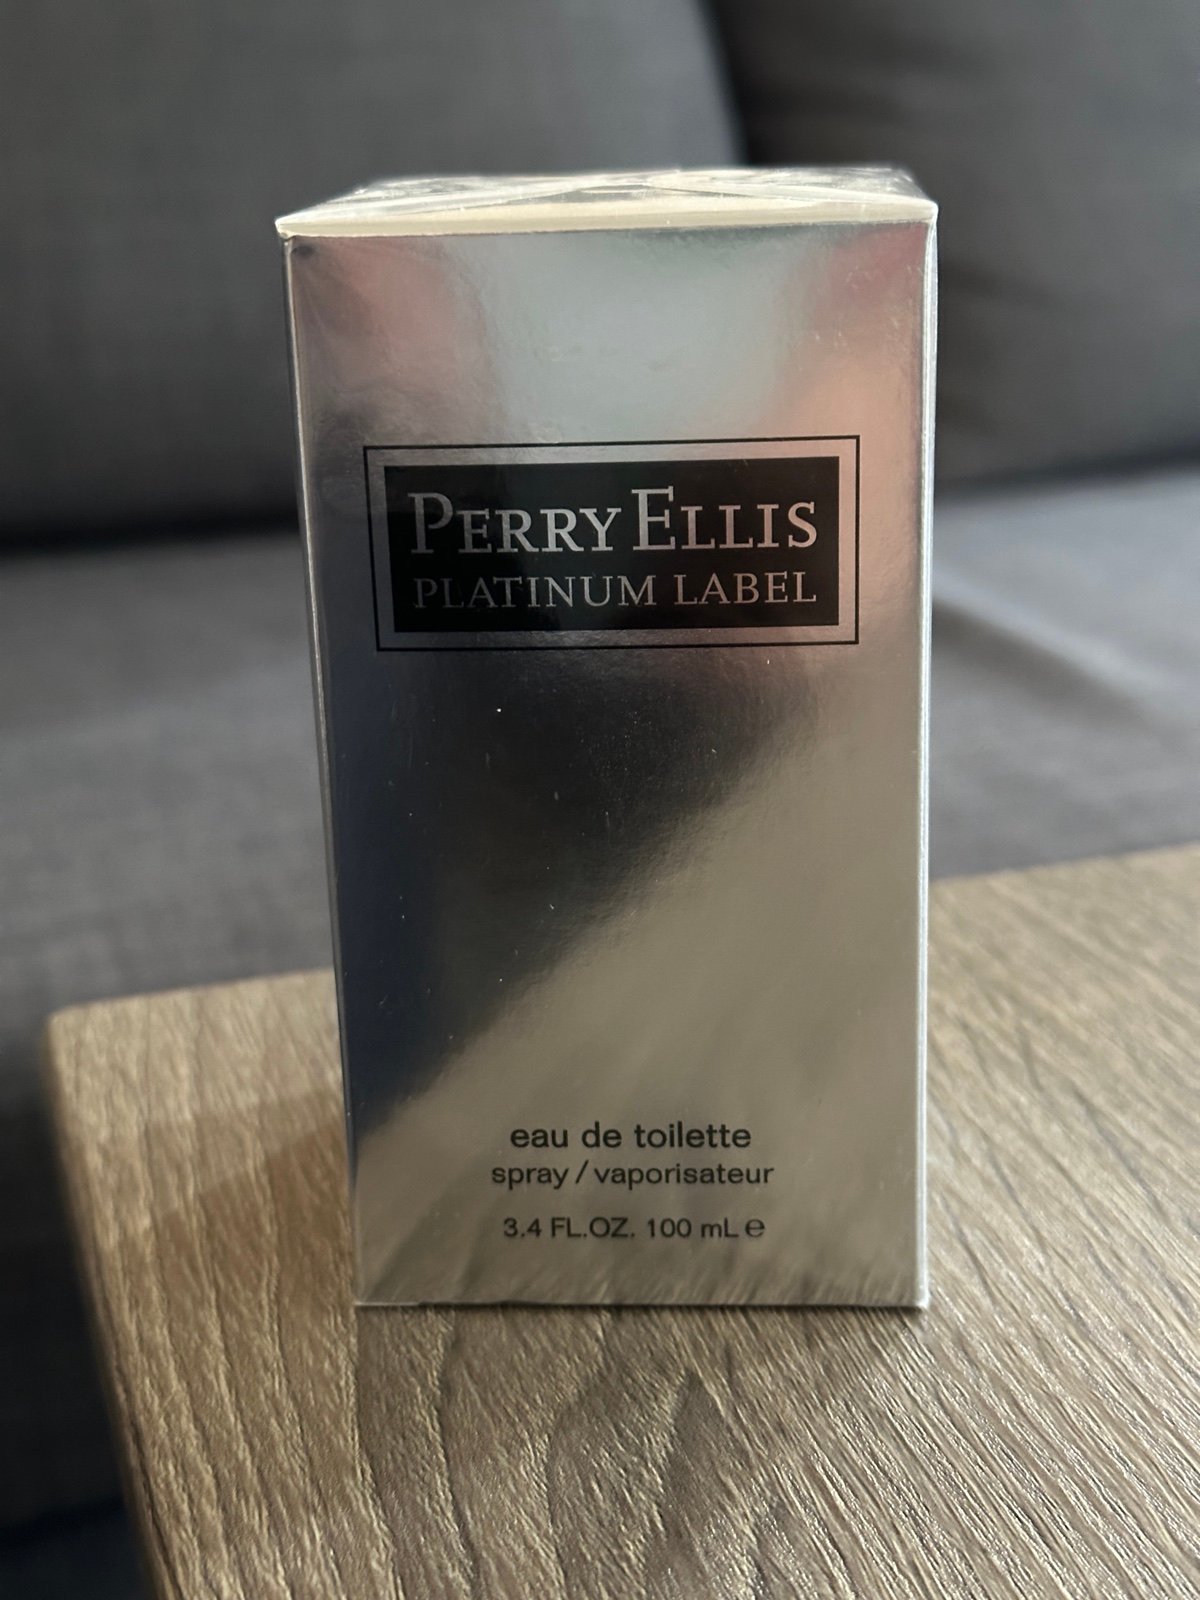 PERRY ELLIS
PLATINUM LABEL
eau de toilette
spray / vaporisateur
3.4 FL.OZ. 100 mL ℮